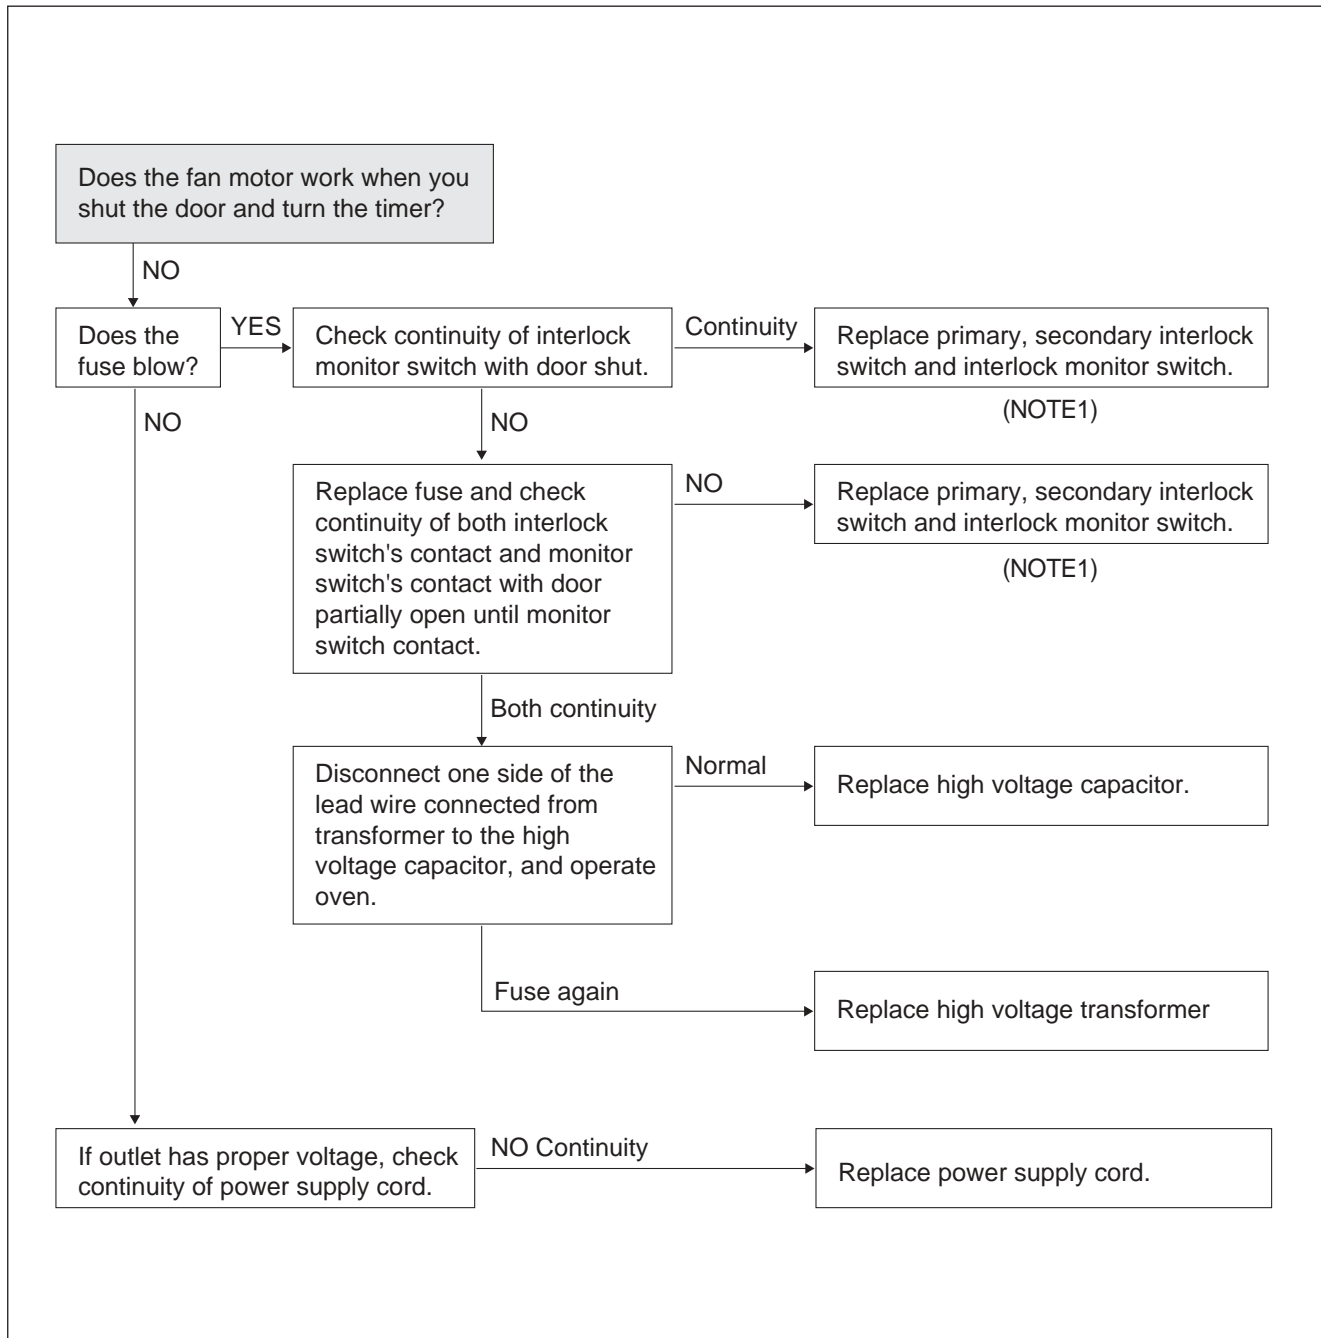 Does the fan motor work when you
shut the door and turn the timer?
NO
Does the
fuse blow?
YES
Check continuity of interlock
monitor switch with door shut.
Continuity
Replace primary, secondary interlock
switch and interlock monitor switch.
(NOTE1)
NO
NO
Replace fuse and check
continuity of both interlock
switch's contact and monitor
switch's contact with door
partially open until monitor
switch contact.
NO
Replace primary, secondary interlock
switch and interlock monitor switch.
(NOTE1)
Both continuity
Disconnect one side of the
lead wire connected from
transformer to the high
voltage capacitor, and operate
oven.
Normal
Replace high voltage capacitor.
Fuse again
Replace high voltage transformer
If outlet has proper voltage, check
continuity of power supply cord.
NO Continuity
Replace power supply cord.